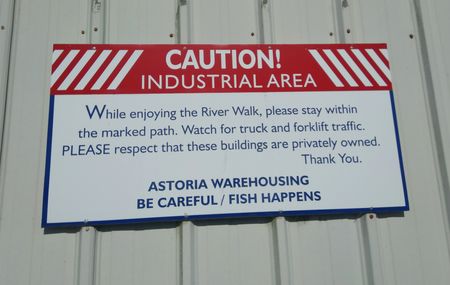 CAUTION!
INDUSTRIAL AREA
While enjoying the River Walk, please stay within
the marked path. Watch for truck and forklift traffic.
PLEASE respect that these buildings are privately owned.
Thank You.
ASTORIA WAREHOUSING
BE CAREFUL / FISH HAPPENS